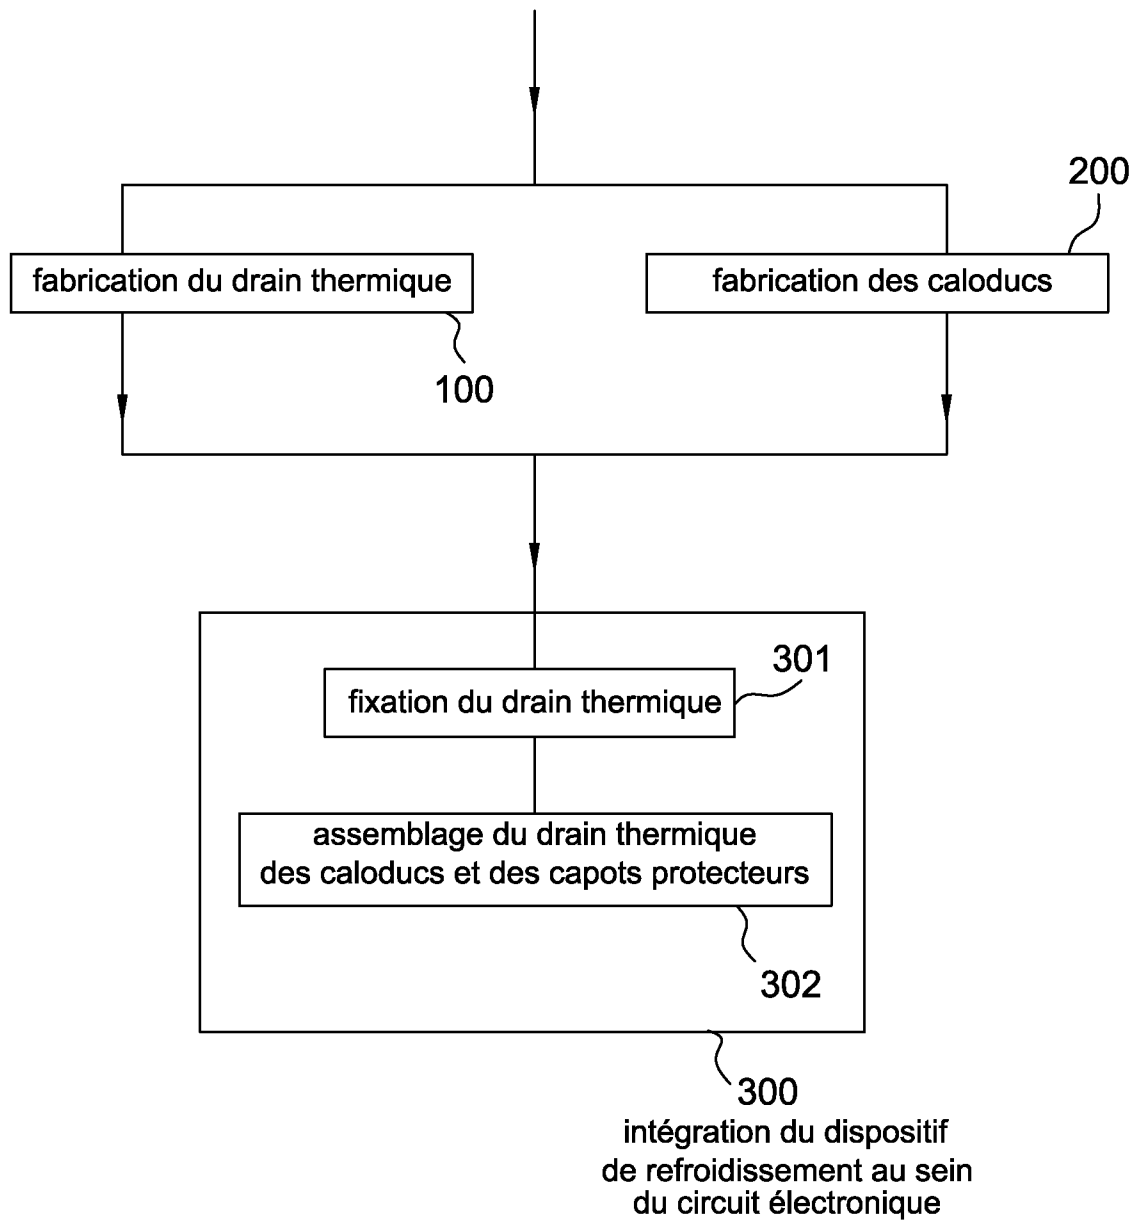 200
fabrication du drain thermique
fabrication des caloducs
100
301
fixation du drain thermique
assemblage du drain thermique
des caloducs et des capots protecteurs
302
300
intégration du dispositif
de refroidissement au sein
du circuit électronique